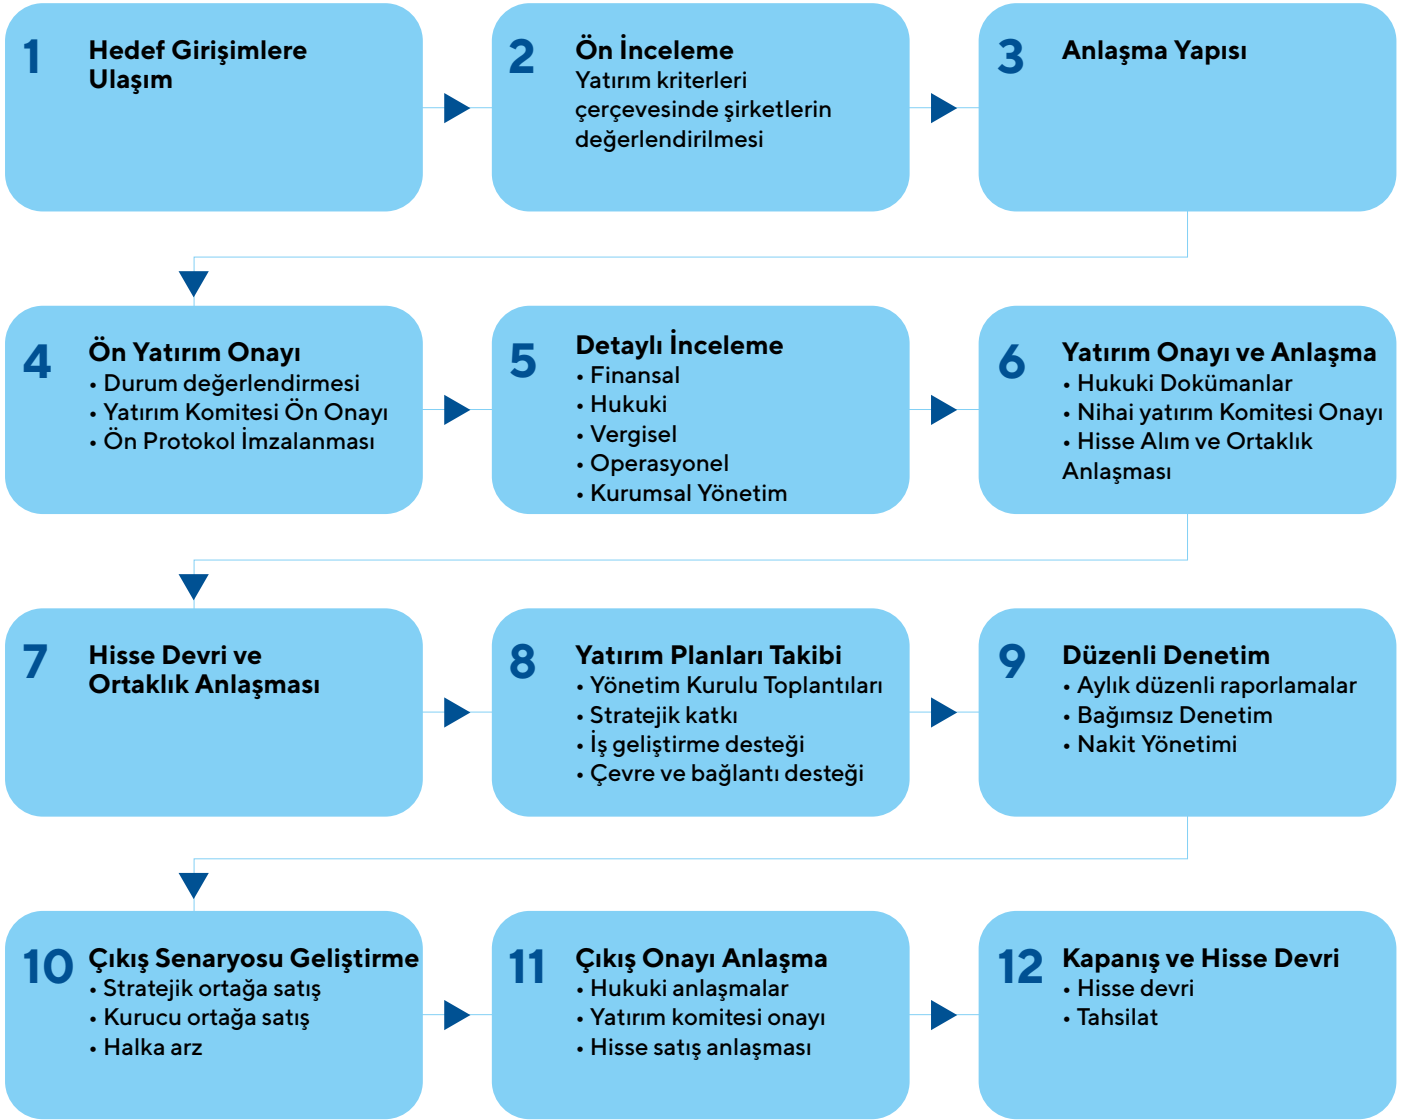 1
Hedef Girişimlere
Ulaşım
2
Ön İnceleme
Yatırım kriterleri
çerçevesinde şirketlerin
değerlendirilmesi
3
Anlaşma Yapısı
4
Ön Yatırım Onayı
• Durum değerlendirmesi
• Yatırım Komitesi Ön Onayı
• Ön Protokol İmzalanması
5
Detaylı İnceleme
• Finansal
• Hukuki
• Vergisel
• Operasyonel
• Kurumsal Yönetim
6
Yatırım Onayı ve Anlaşma
• Hukuki Dokümanlar
• Nihai yatırım Komitesi Onayı
• Hisse Alım ve Ortaklık
Anlaşması
7
Hisse Devri ve
Ortaklık Anlaşması
8
Yatırım Planları Takibi
• Yönetim Kurulu Toplantıları
• Stratejik katkı
• İş geliştirme desteği
• Çevre ve bağlantı desteği
9
Düzenli Denetim
• Aylık düzenli raporlamalar
• Bağımsız Denetim
• Nakit Yönetimi
10
Çıkış Senaryosu Geliştirme
• Stratejik ortağa satış
• Kurucu ortağa satış
• Halka arz
11
Çıkış Onayı Anlaşma
• Hukuki anlaşmalar
• Yatırım komitesi onayı
• Hisse satış anlaşması
12
Kapanış ve Hisse Devri
• Hisse devri
• Tahsilat